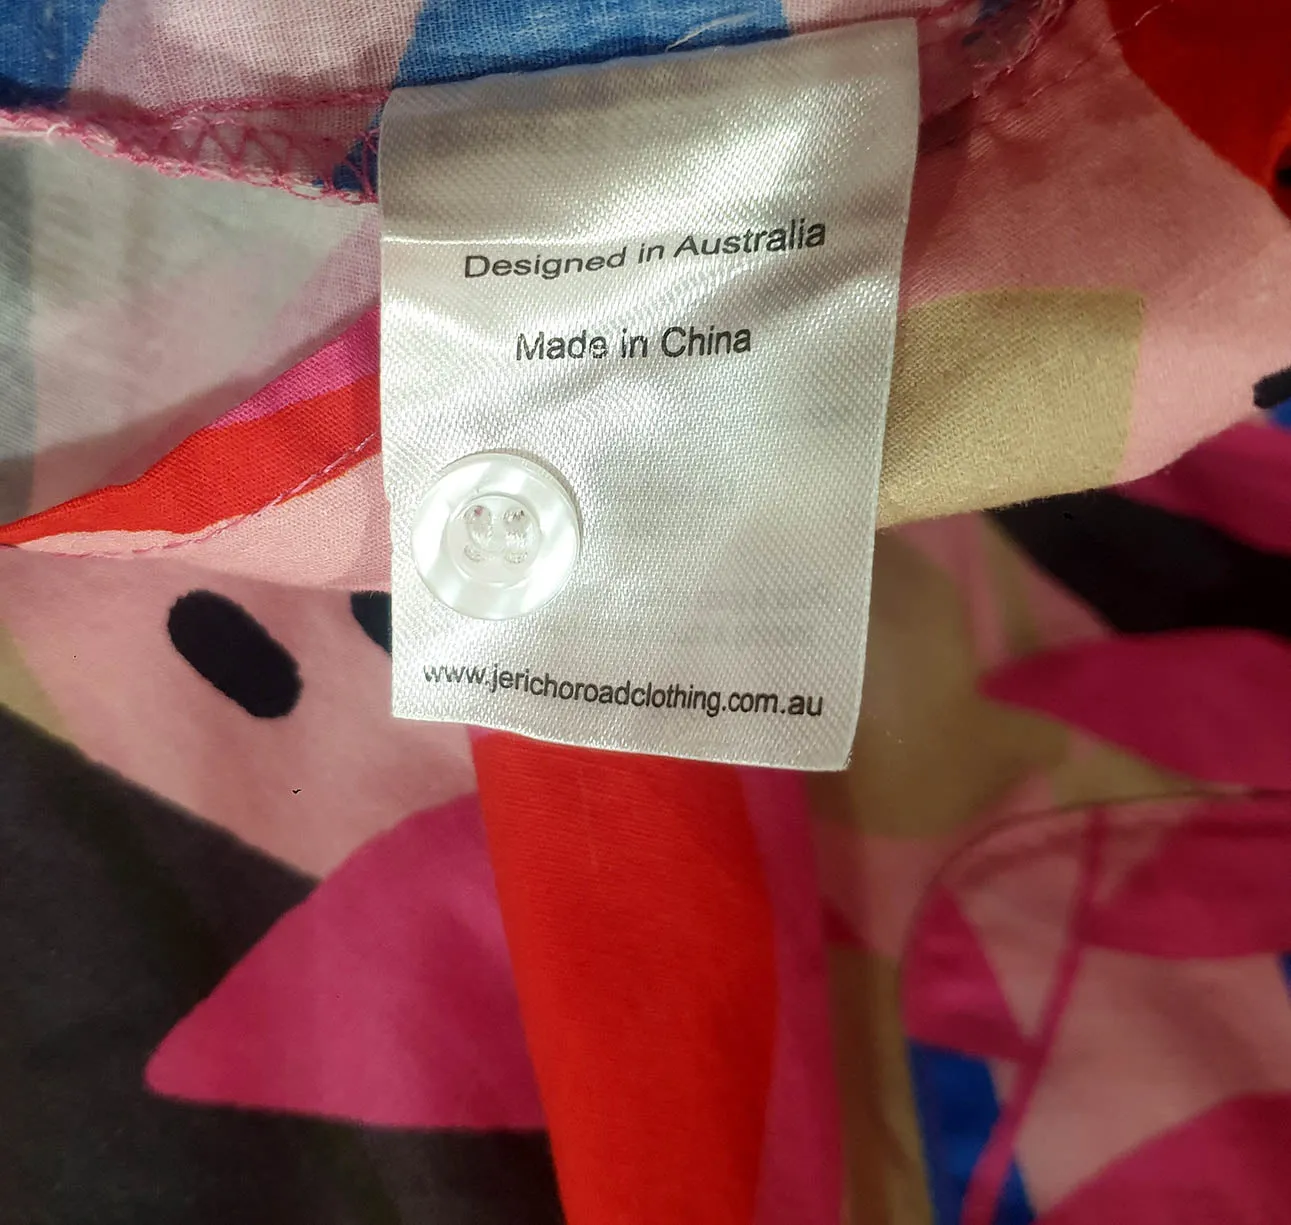 Designed in Australia
Made in China
www.jerichoroadclothing.com.au